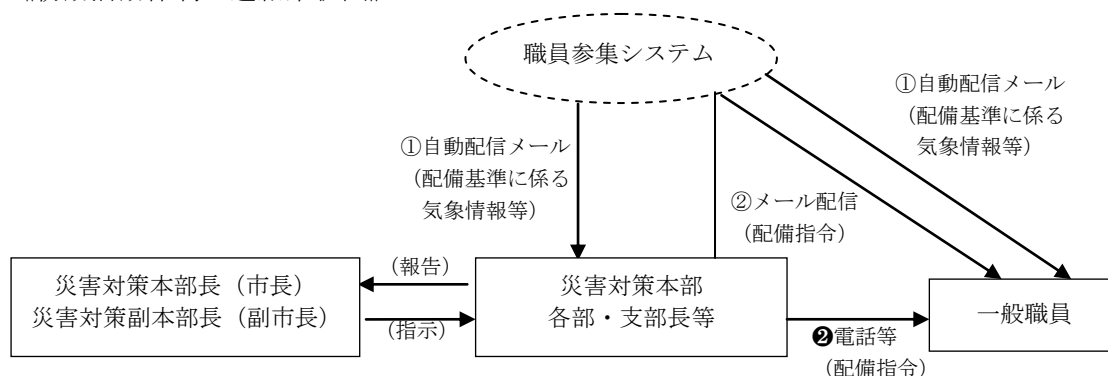 職員参集システム
①自動配信メール
(配備基準に係る
気象情報等)
①自動配信メール
(配備基準に係る
気象情報等)
②メール配信
(配備指令)
災害対策本部長(市長)
災害対策副本部長(副市長)
(報告)
(指示)
災害対策本部
各部・支部長等
❷電話等
(配備指令)
一般職員